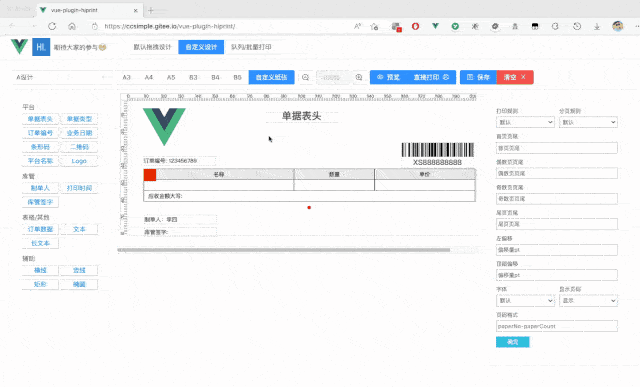 vue-plugin-hiprint
https://ccsimple.gitee.io/vue-plugin-hiprint/
HI,
期待大家的参与
默认拖拽设计
自定义设计
队列/批量打印
A设计
A3
A4
A5
B3
B4
B5
自定义纸张
预览
直接打印
保存
清空
平台
单据表头
单据类型
订单编号
业务日期
条形码
二维码
平台名称
Logo
库管
制单人
打印时间
库管签字
表格/其他
订单数据
文本
长文本
辅助
横线
竖线
矩形
椭圆
单据表头
订单编号: 123456789
XS888888888
名称
数量
单价
应收金额大写:
制单人: 李四
库管签字:
打印规则
分页规则
默认
默认
首页页尾
首页页尾
偶数页页尾
偶数页页尾
奇数页页尾
奇数页页尾
尾页页尾
尾页页尾
左偏移
偏移量pt
顶部偏移
偏移量pt
字体
显示页码
默认
显示
页码格式
paperNo-paperCount
确定